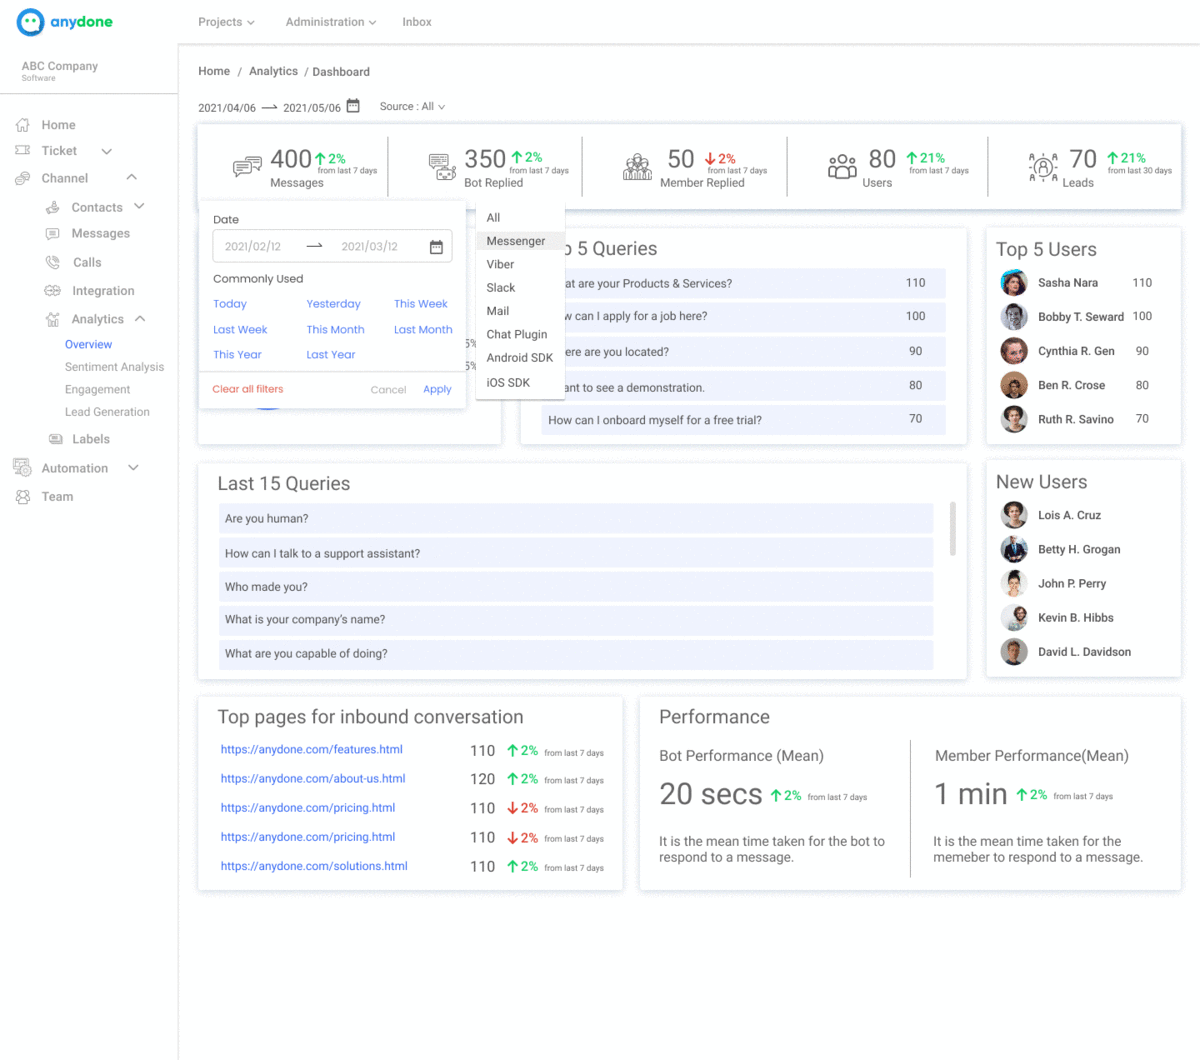 anydone
Projects
Administration
Inbox
ABC Company
Software
Home
Ticket
Channel
Contacts
Messages
Calls
Integration
Analytics
Overview
Sentiment Analysis
Engagement
Lead Generation
Labels
Automation
Team
Home / Analytics / Dashboard
2021/04/06 2021/05/06 Source : All
400 2%
from last 7 days
Messages
350 2%
from last 7 days
Bot Replied
50 2%
from last 7 days
Member Replied
80 21%
from last 7 days
Users
70 21%
from last 30 days
Leads
Date
2021/02/12 2021/03/12
Commonly Used
Today Yesterday This Week
Last Week This Month Last Month
This Year Last Year
Clear all filters Cancel Apply
5%
5%
All
Messenger
Viber
Slack
Mail
Chat Plugin
Android SDK
iOS SDK
5 Queries
are your Products & Services? 110
can I apply for a job here? 100
are you located? 90
to see a demonstration. 80
How can I onboard myself for a free trial? 70
Top 5 Users
Sasha Nara 110
Bobby T. Seward 100
Cynthia R. Gen 90
Ben R. Crose 80
Ruth R. Savino 70
Last 15 Queries
Are you human?
How can I talk to a support assistant?
Who made you?
What is your company's name?
What are you capable of doing?
New Users
Lois A. Cruz
Betty H. Grogan
John P. Perry
Kevin B. Hibbs
David L. Davidson
Top pages for inbound conversation
https://anydone.com/features.html 110 2% from last 7 days
https://anydone.com/about-us.html 120 2% from last 7 days
https://anydone.com/pricing.html 110 2% from last 7 days
https://anydone.com/pricing.html 110 2% from last 7 days
https://anydone.com/solutions.html 110 2% from last 7 days
Performance
Bot Performance (Mean)
20 secs 2% from last 7 days
It is the mean time taken for the bot to
respond to a message.
Member Performance(Mean)
1 min 2% from last 7 days
It is the mean time taken for the
memeber to respond to a message.